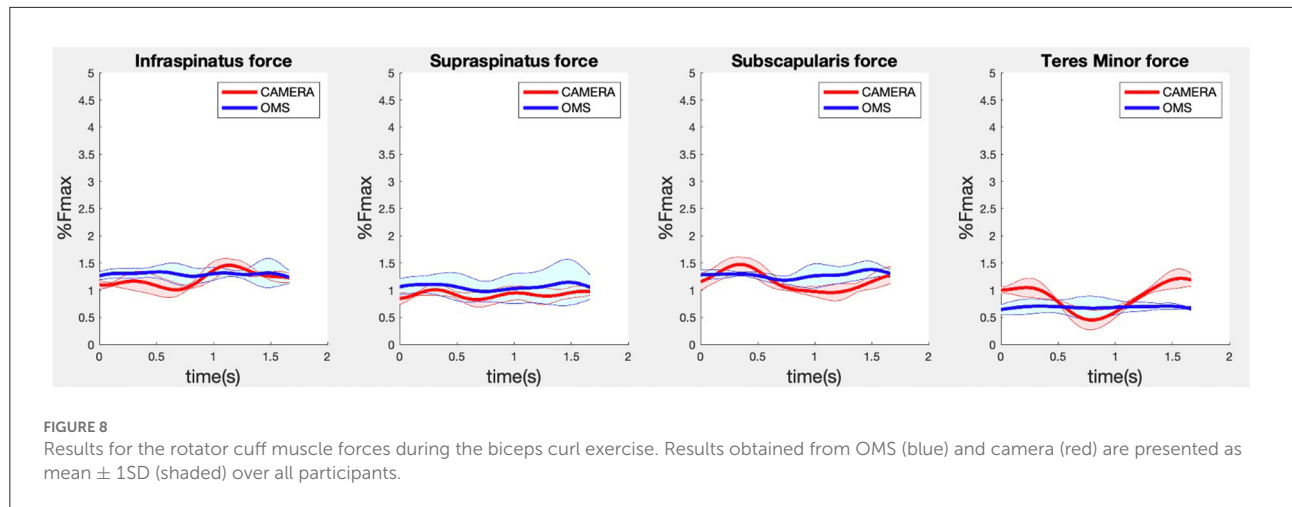 Infraspinatus force
5
4.5
4
3.5
3
2.5
2
1.5
1
0.5
0
%Fmax
CAMERA
OMS
0 0.5 1 1.5 2
time(s)
Supraspinatus force
5
4.5
4
3.5
3
2.5
2
1.5
1
0.5
0
%Fmax
CAMERA
OMS
0 0.5 1 1.5 2
time(s)
Subscapularis force
5
4.5
4
3.5
3
2.5
2
1.5
1
0.5
0
%Fmax
CAMERA
OMS
0 0.5 1 1.5 2
time(s)
Teres Minor force
5
4.5
4
3.5
3
2.5
2
1.5
1
0.5
0
%Fmax
CAMERA
OMS
0 0.5 1 1.5 2
time(s)
FIGURE 8
Results for the rotator cuff muscle forces during the biceps curl exercise. Results obtained from OMS (blue) and camera (red) are presented as
mean ± 1SD (shaded) over all participants.